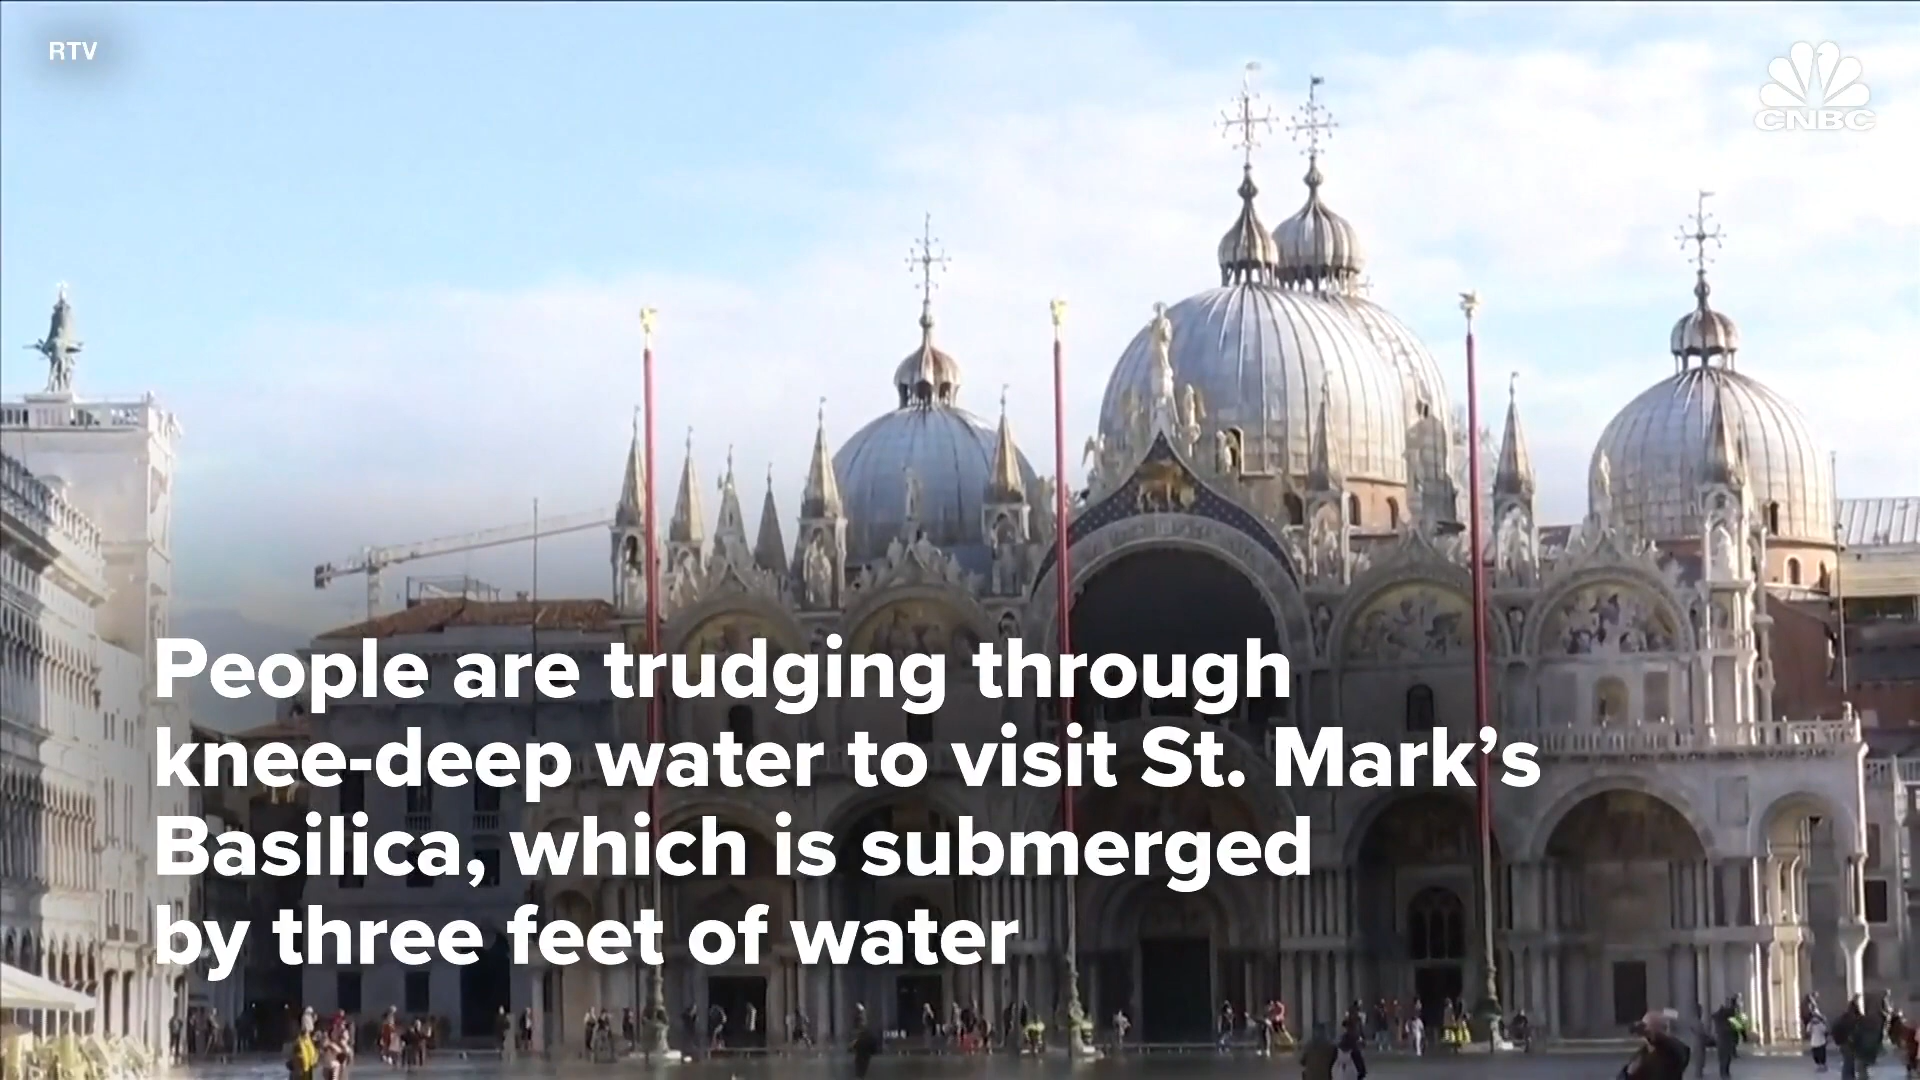 RTV
CNBC
People are trudging through
knee-deep water to visit St. Mark’s
Basilica, which is submerged
by three feet of water